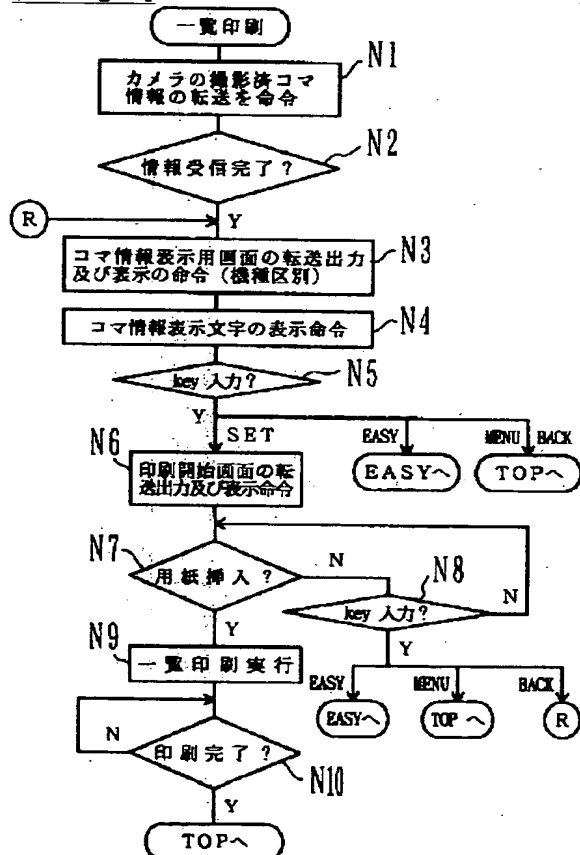 一覧印刷
N1
カメラの撮影済コマ
情報の転送を命令
N2
情報受信完了?
R
Y
コマ情報表示用画面の転送出力
及び表示の命令(機種区別)
N3
コマ情報表示文字の表示命令
N4
key 入力?
N5
Y
SET
EASY
MENU
BACK
N6
印刷開始画面の転
送出力及び表示命令
EASYへ
TOPへ
N7
用紙挿入?
N
N8
key 入力?
N
Y
Y
N9
一覧印刷実行
EASY
MENU
BACK
EASYへ
TOPへ
R
N
印刷完了?
N10
Y
TOPへ